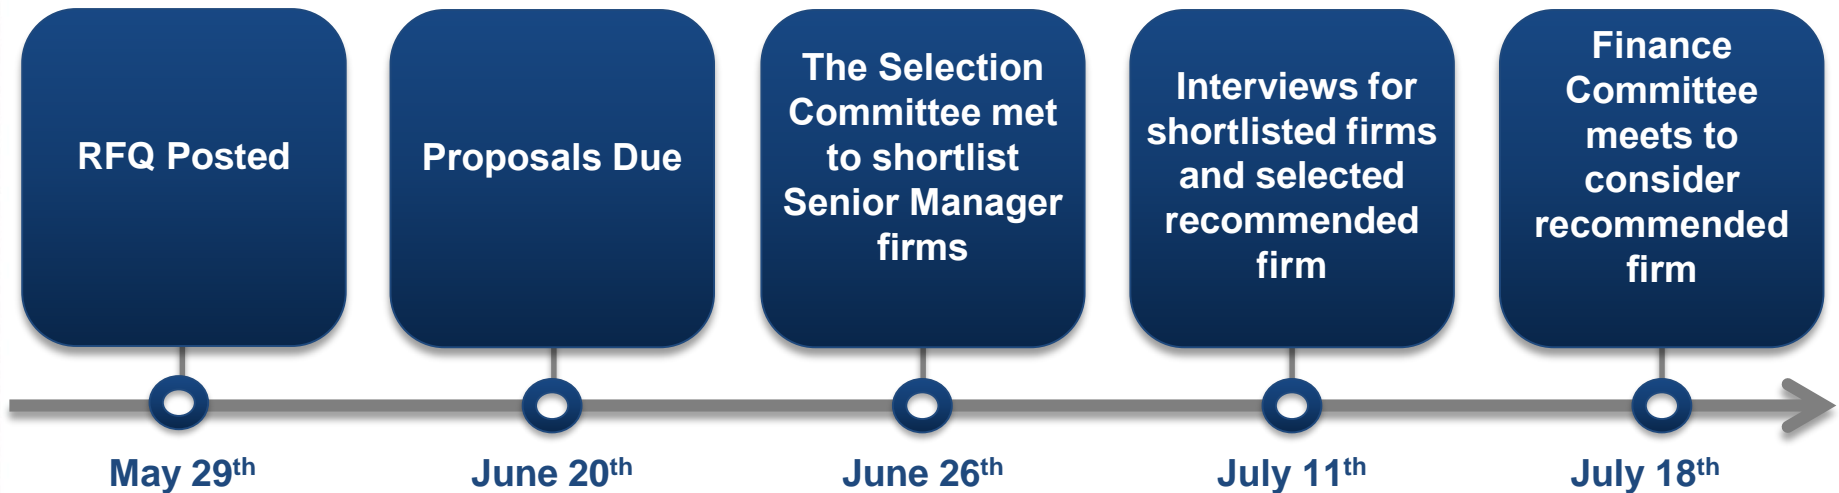 RFQ Posted
Proposals Due
The Selection
Committee met
to shortlist
Senior Manager
firms
Interviews for
shortlisted firms
and selected
recommended
firm
Finance
Committee
meets to
consider
recommended
firm
May 29th
June 20th
June 26th
July 11th
July 18th